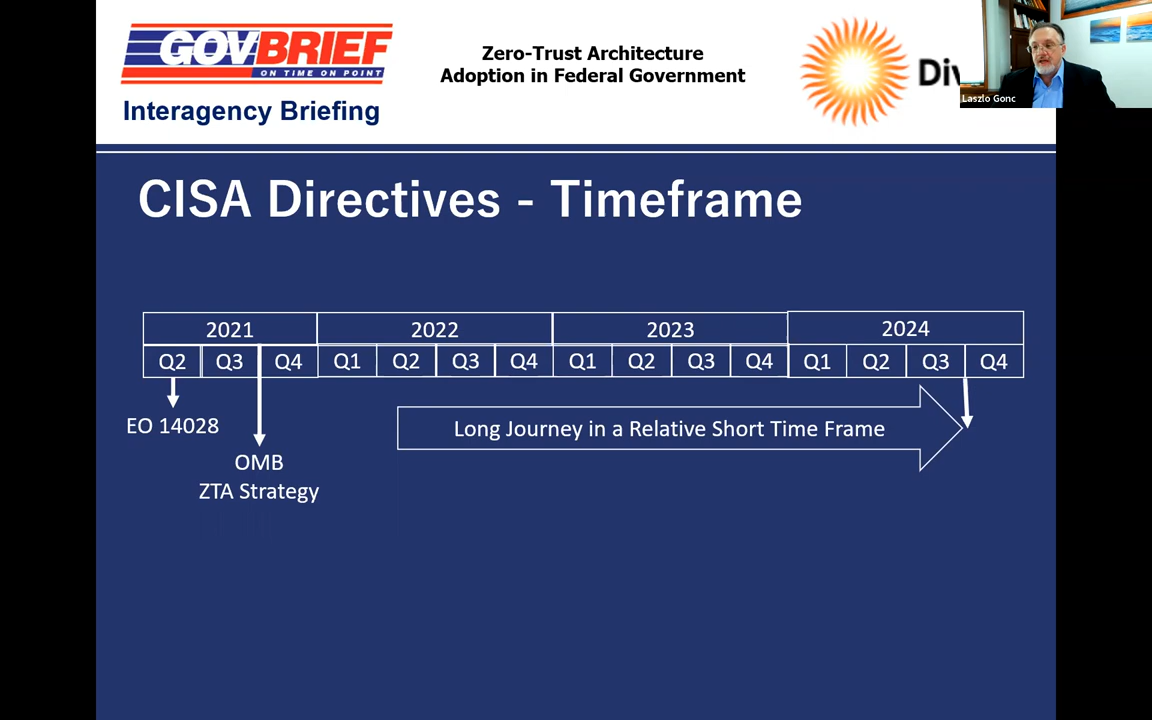 GOVBRIEF
ON TIME ON POINT
Interagency Briefing
Zero-Trust Architecture
Adoption in Federal Government
Laszlo Gonc
CISA Directives - Timeframe
2021 2022 2023 2024
Q2 Q3 Q4 Q1 Q2 Q3 Q4 Q1 Q2 Q3 Q4 Q1 Q2 Q3 Q4
EO 14028
Long Journey in a Relative Short Time Frame
OMB
ZTA Strategy